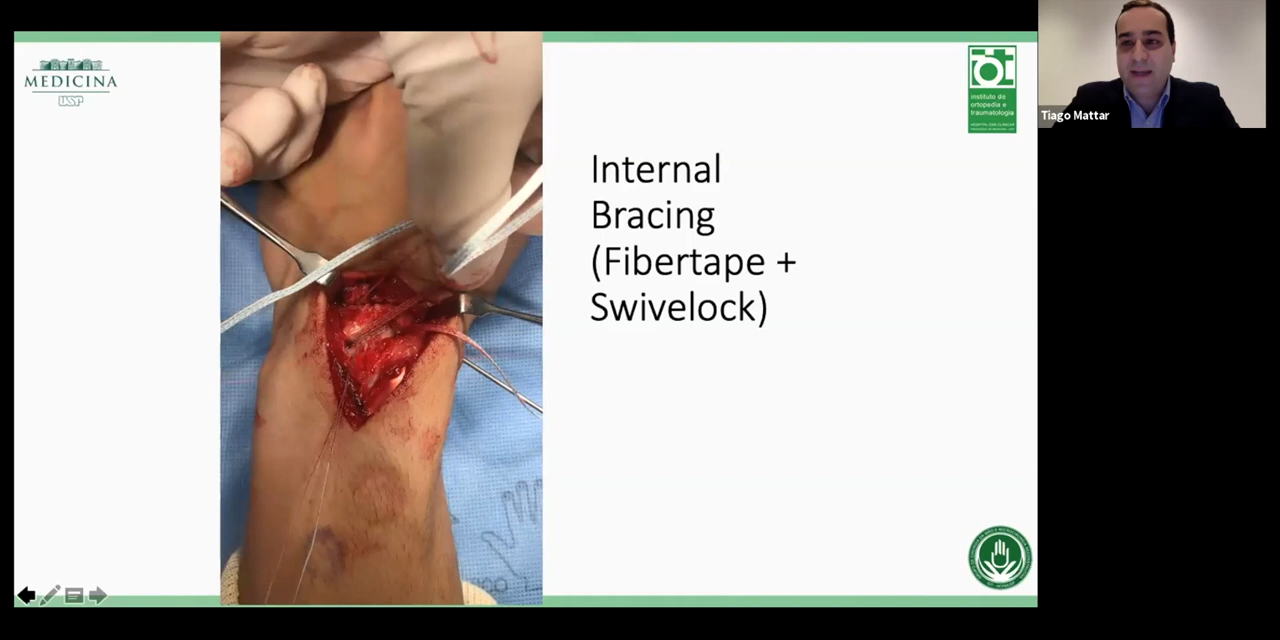 MEDICINA
USP
instituto de
ortopedia e
traumatologia
Internal
Bracing
(Fibertape +
Swivelock)
Tiago Mattar